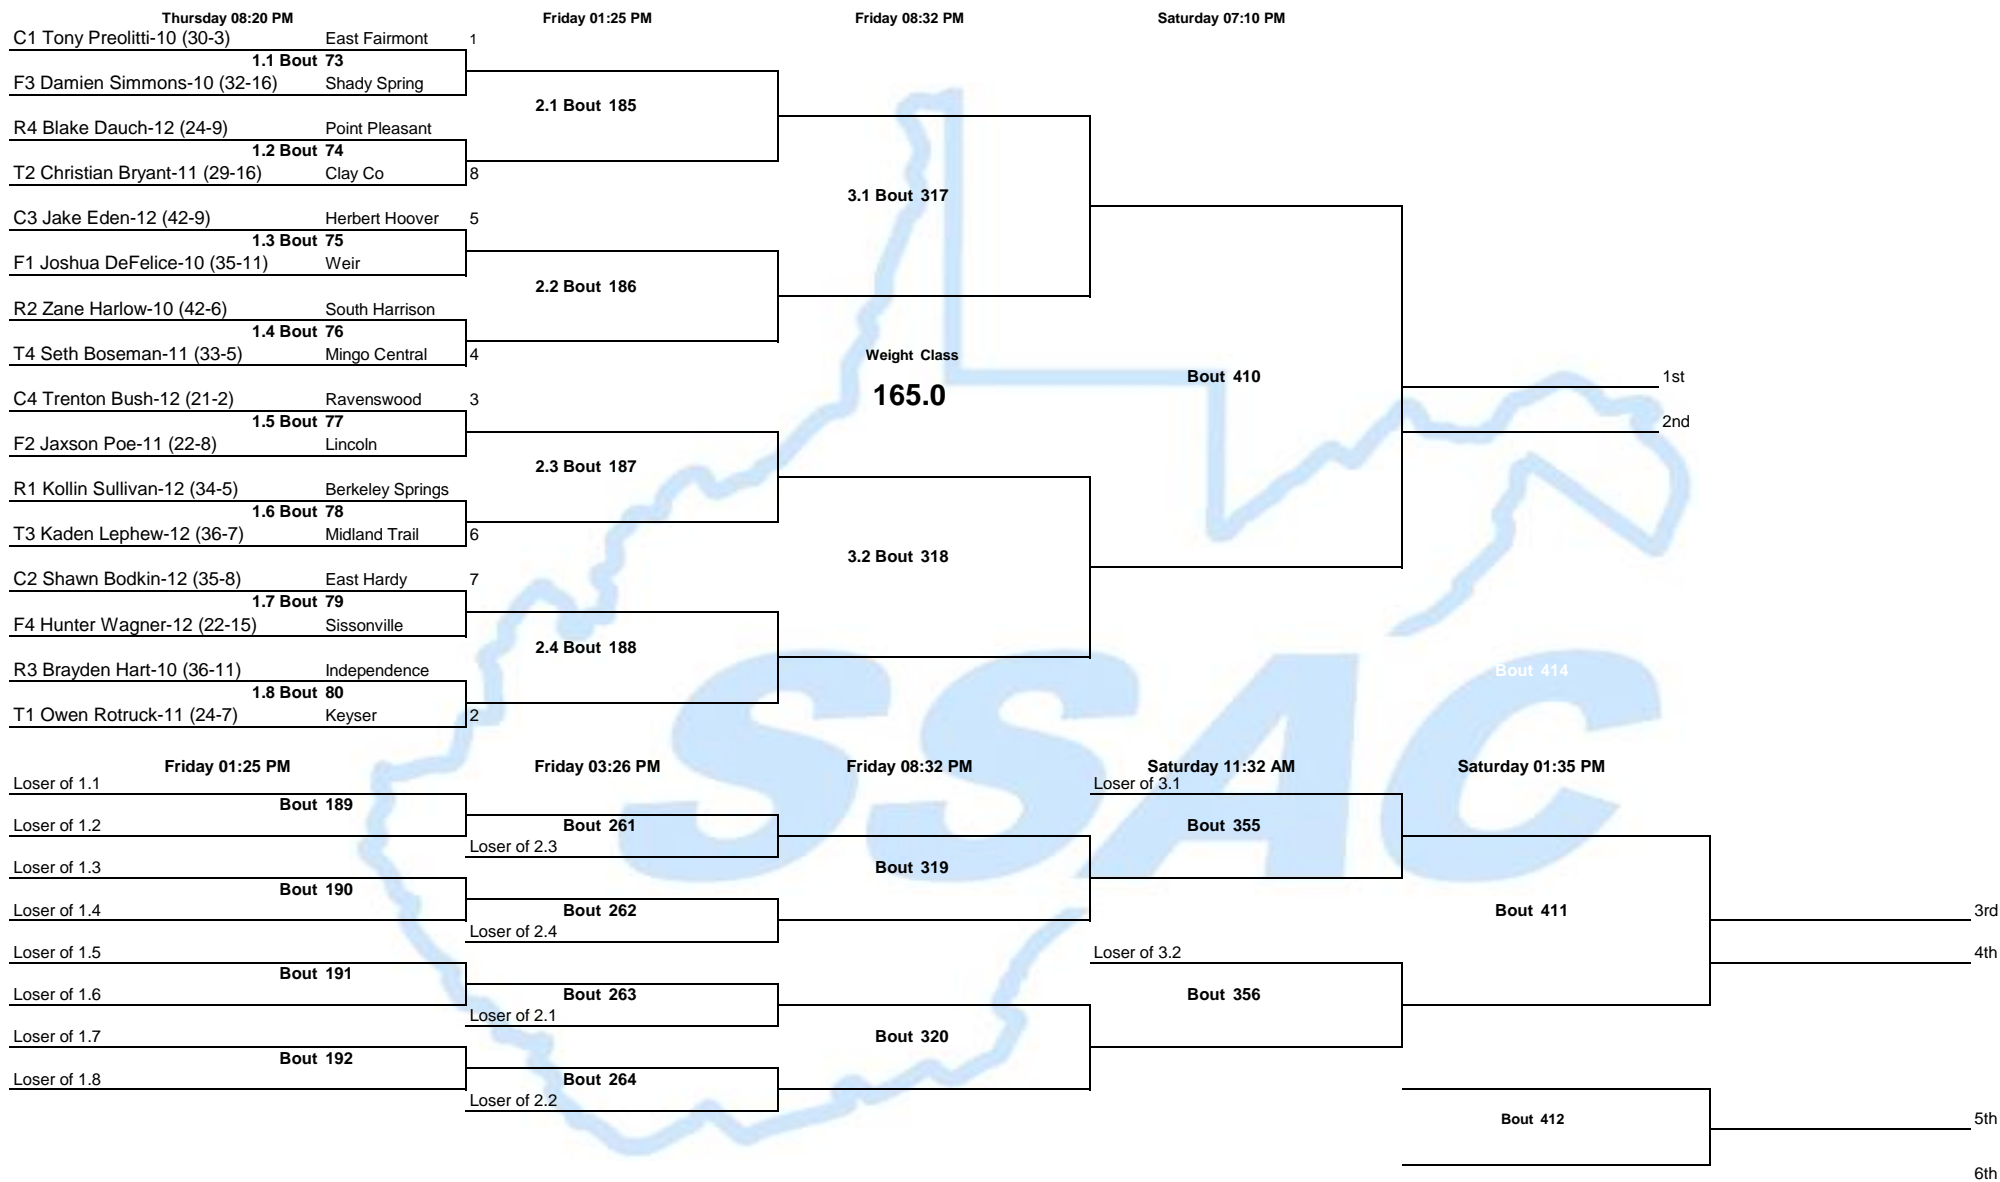 Thursday 08:20 PM Friday 01:25 PM Friday 08:32 PM Saturday 07:10 PM
C1 Tony Preolitti-10 (30-3) East Fairmont 1
1.1 Bout 73
F3 Damien Simmons-10 (32-16) Shady Spring
2.1 Bout 185
R4 Blake Dauch-12 (24-9) Point Pleasant
1.2 Bout 74
T2 Christian Bryant-11 (29-16) Clay Co 8
3.1 Bout 317
C3 Jake Eden-12 (42-9) Herbert Hoover 5
1.3 Bout 75
F1 Joshua DeFelice-10 (35-11) Weir
2.2 Bout 186
R2 Zane Harlow-10 (42-6) South Harrison
1.4 Bout 76
T4 Seth Boseman-11 (33-5) Mingo Central 4
Weight Class
165.0
Bout 410
1st
2nd
C4 Trenton Bush-12 (21-2) Ravenswood 3
1.5 Bout 77
F2 Jaxson Poe-11 (22-8) Lincoln
2.3 Bout 187
R1 Kollin Sullivan-12 (34-5) Berkeley Springs
1.6 Bout 78
T3 Kaden Lephew-12 (36-7) Midland Trail 6
3.2 Bout 318
C2 Shawn Bodkin-12 (35-8) East Hardy 7
1.7 Bout 79
F4 Hunter Wagner-12 (22-15) Sissonville
2.4 Bout 188
R3 Brayden Hart-10 (36-11) Independence
Bout 414
1.8 Bout 80
T1 Owen Rotruck-11 (24-7) Keyser 2
SSAC
Friday 01:25 PM Friday 03:26 PM Friday 08:32 PM Saturday 11:32 AM Saturday 01:35 PM
Loser of 1.1 Loser of 3.1
Bout 189
Loser of 1.2 Bout 261 Bout 355
Loser of 2.3
Loser of 1.3 Bout 319
Bout 190
Loser of 1.4 Bout 262 Bout 411 3rd
Loser of 2.4
Loser of 1.5 Loser of 3.2 4th
Bout 191
Loser of 1.6 Bout 263 Bout 356
Loser of 2.1
Loser of 1.7 Bout 320
Bout 192
Loser of 1.8 Bout 264
Loser of 2.2
Bout 412 5th
6th